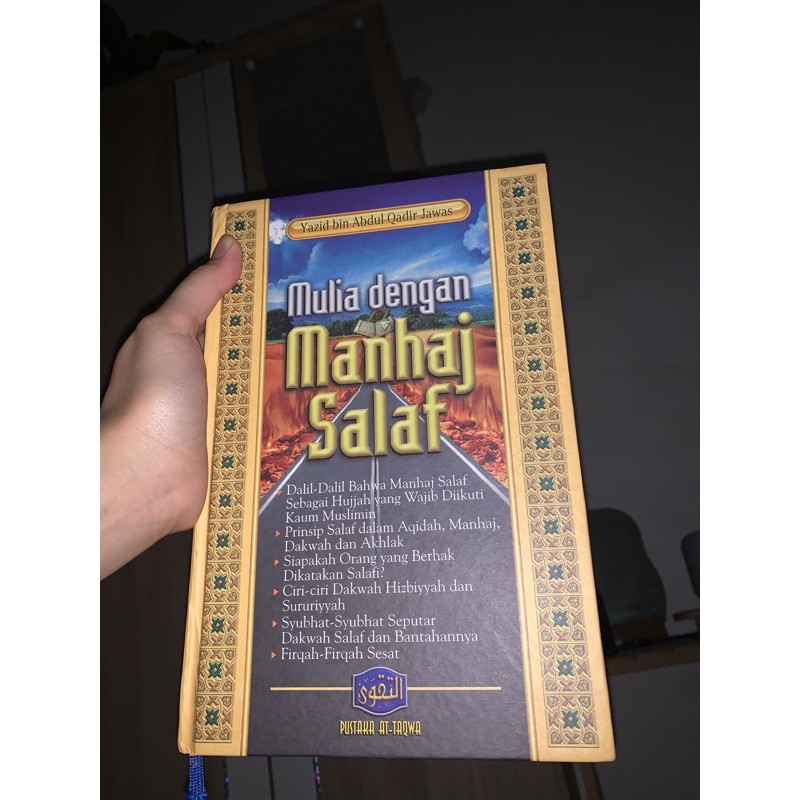 Yazid bin Abdul Qadir Jawas
Mulia dengan
Manhaj
Salaf
Dalil-Dalil Bahwa Manhaj Salaf
Sebagai Hujjah yang Wajib Diikuti
Kaum Muslimin
Prinsip Salaf dalam Aqidah, Manhaj,
Dakwah dan Akhlak
Siapakah Orang yang Berhak
Dikatakan Salafi?
Ciri-ciri Dakwah Hizbiyyah dan
Sururiyyah
Syubhat-Syubhat Seputar
Dakwah Salaf dan Bantahannya
Firqah-Firqah Sesat
التقوى
PUSTAKA AT-TAQWA